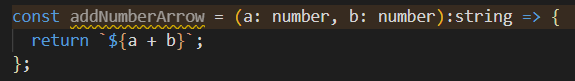 const addNumberArrow = (a: number, b: number):string => {
  return `${a + b}`;
};